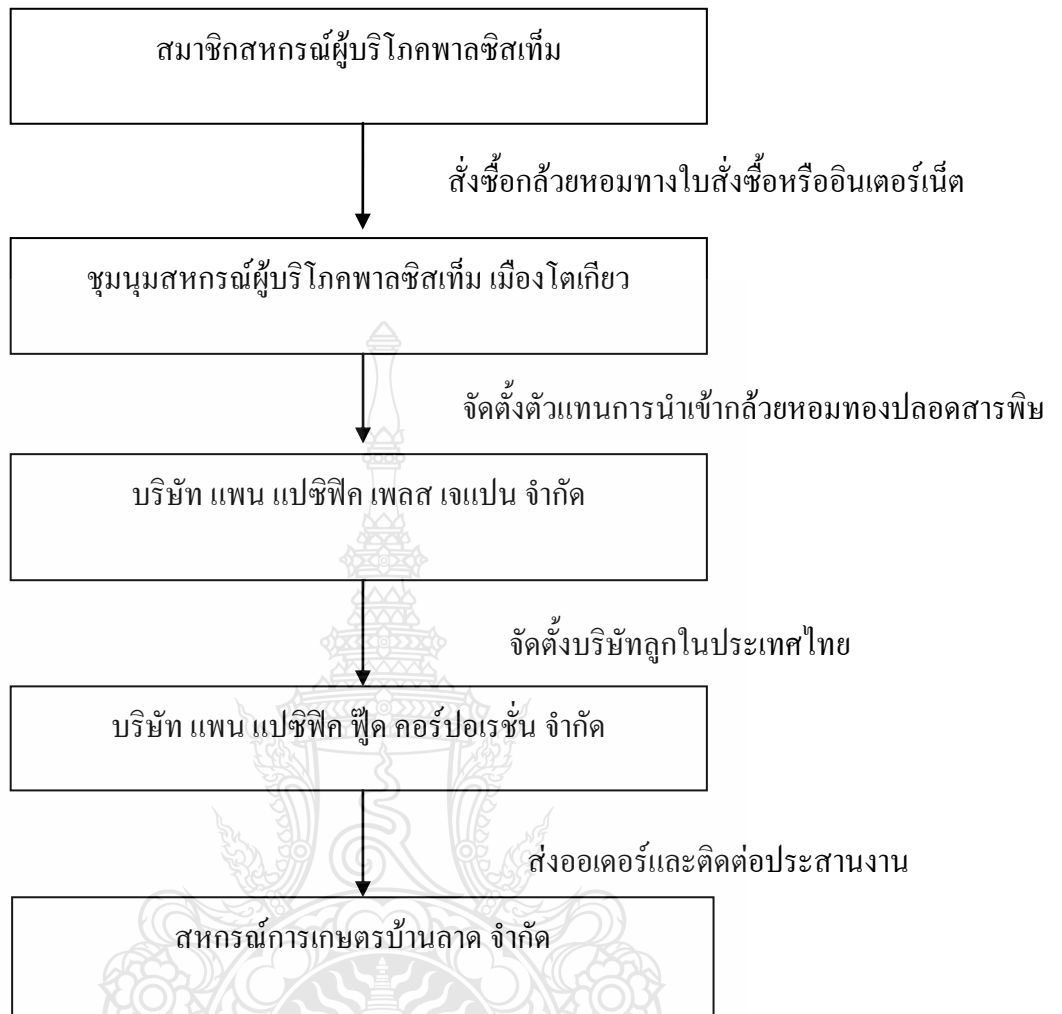 สมาชิกสหกรณ์ผู้บริโภคพาลซิสเท็ม
สั่งซื้อกล้วยหอมทางใบสั่งซื้อหรืออินเตอร์เน็ต
ชุมนุมสหกรณ์ผู้บริโภคพาลซิสเท็ม เมืองโตเกียว
จัดตั้งตัวแทนการนำเข้ากล้วยหอมทองปลอดสารพิษ
บริษัท แพน แปซิฟิค เพลส เจแปน จำกัด
จัดตั้งบริษัทลูกในประเทศไทย
บริษัท แพน แปซิฟิค ฟู๊ด คอร์ปอเรชั่น จำกัด
ส่งออเดอร์และติดต่อประสานงาน
สหกรณ์การเกษตรบ้านลาด จำกัด